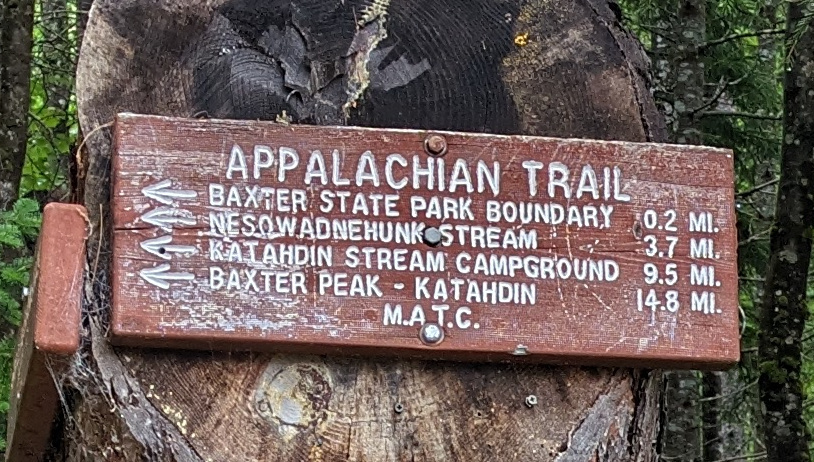 APPALACHIAN TRAIL
BAXTER STATE PARK BOUNDARY 0.2 MI.
NESOWADNEHUNK STREAM 3.7 MI.
KATAHDIN STREAM CAMPGROUND 9.5 MI.
BAXTER PEAK - KATAHDIN 14.8 MI.
M.A.T.C.